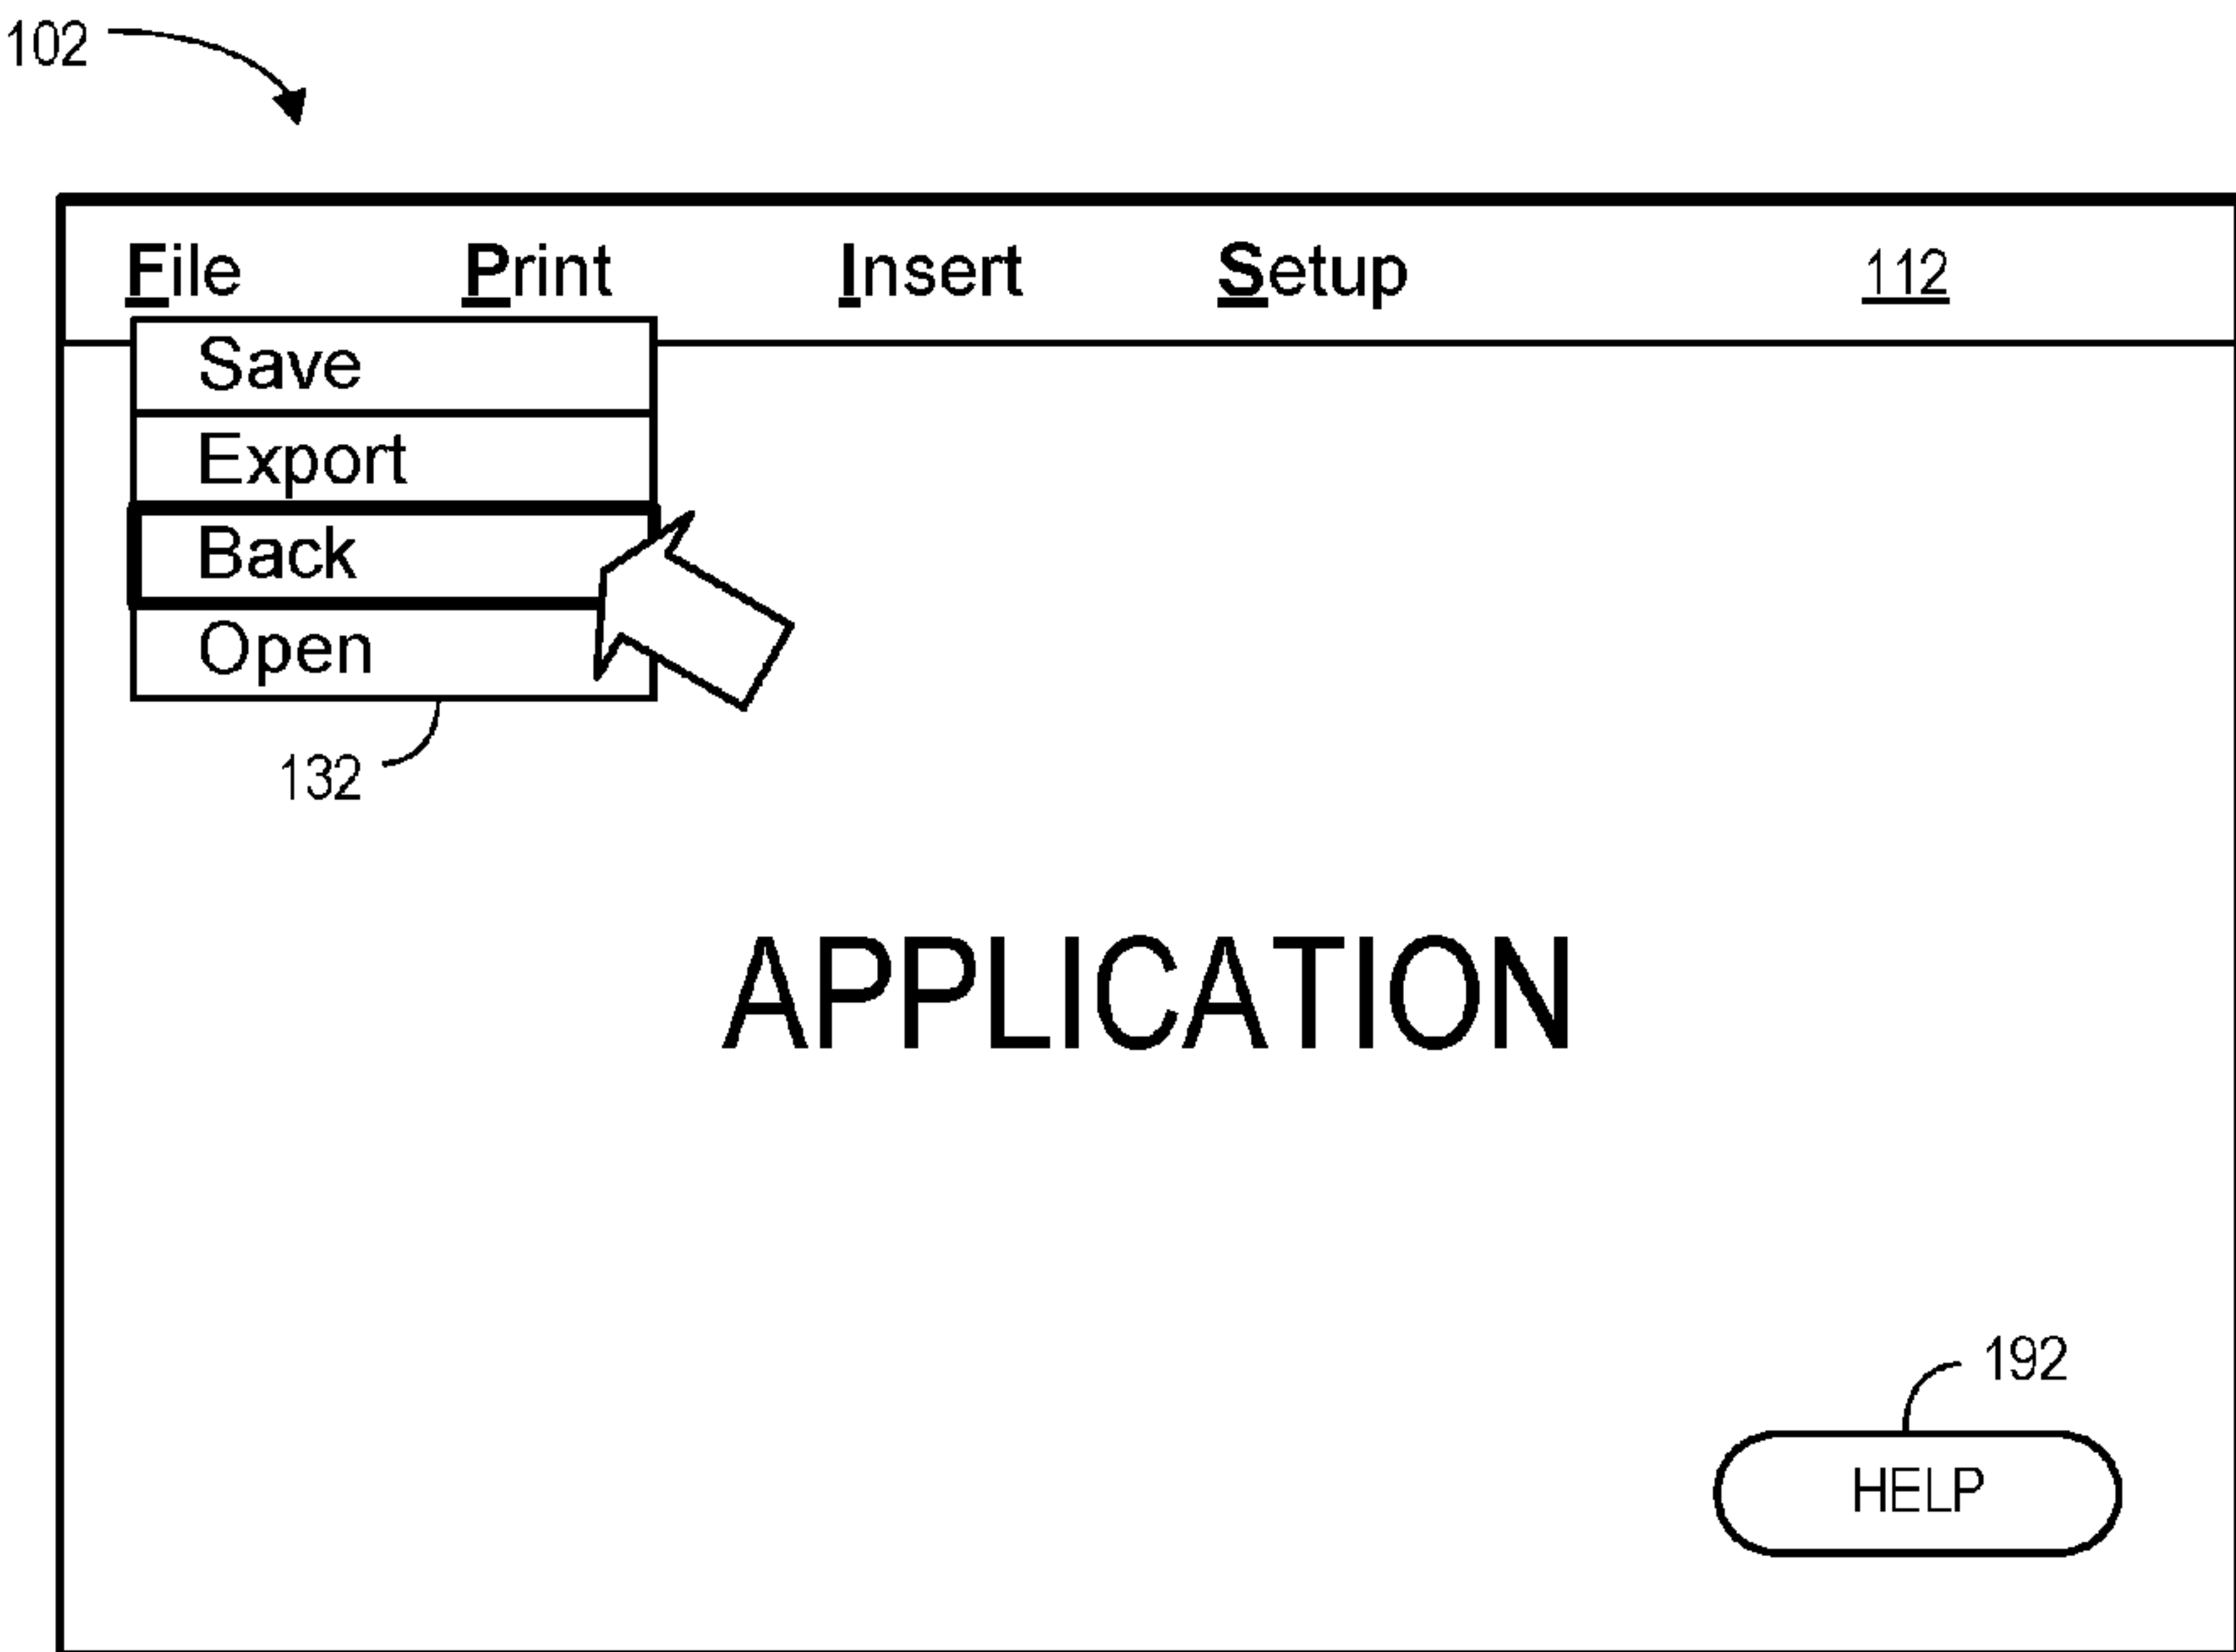 102
File Print Insert Setup 112
Save
Export
Back
Open
132
APPLICATION
192
HELP